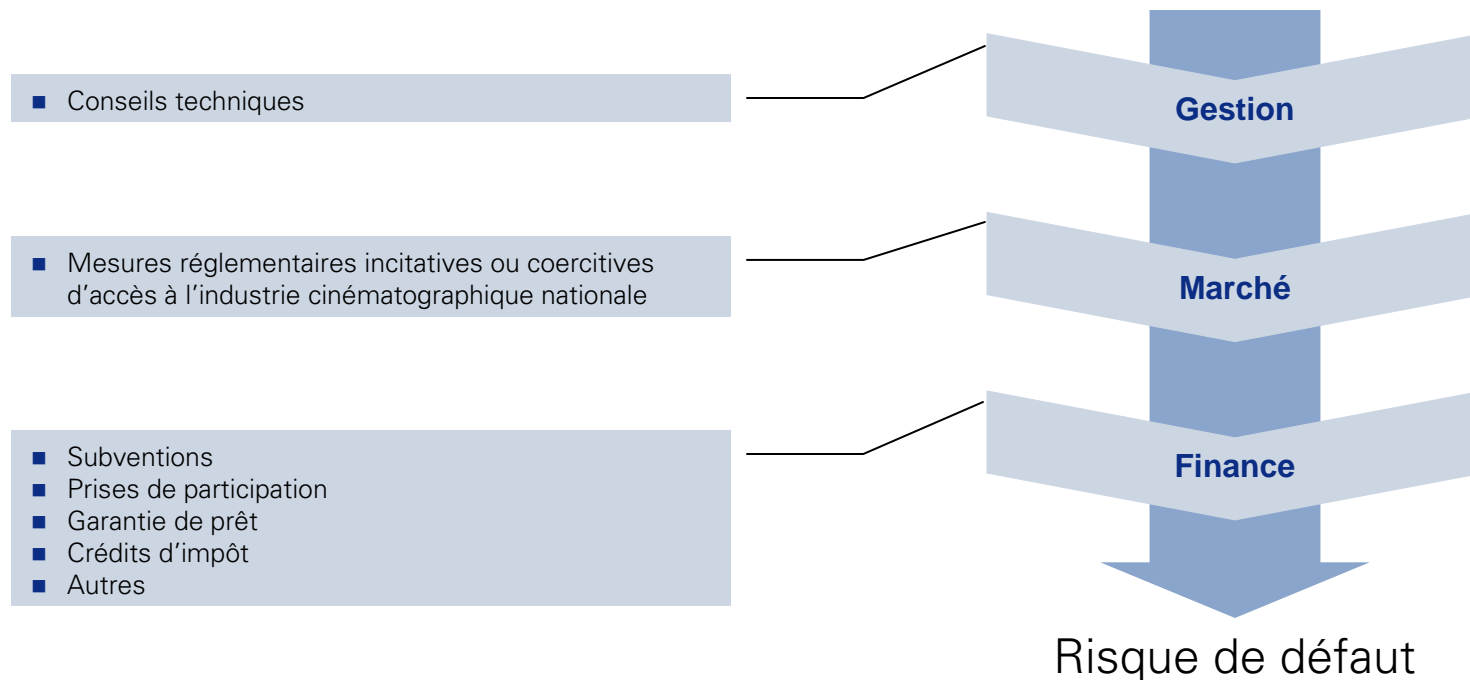 ■ Conseils techniques
Gestion
■ Mesures réglementaires incitatives ou coercitives
d’accès à l’industrie cinématographique nationale
Marché
■ Subventions
■ Prises de participation
■ Garantie de prêt
■ Crédits d’impôt
■ Autres
Finance
Risque de défaut